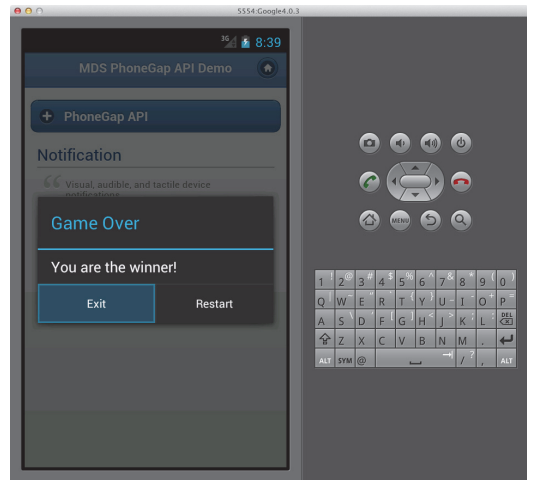 5554:Google4.0.3
3G 8:39
MDS PhoneGap API Demo
PhoneGap API
Notification
Visual, audible, and tactile device
notifications
Game Over
You are the winner!
Exit Restart
MENU
1 ! 2 @ 3 # 4 $ 5 % 6 ^ 7 & 8 * 9 ( 0 )
Q W E R T { Y } U I O P
A S D F G H J K L DEL
Z X C V B N M .
ALT SYM @ / ? , ALT